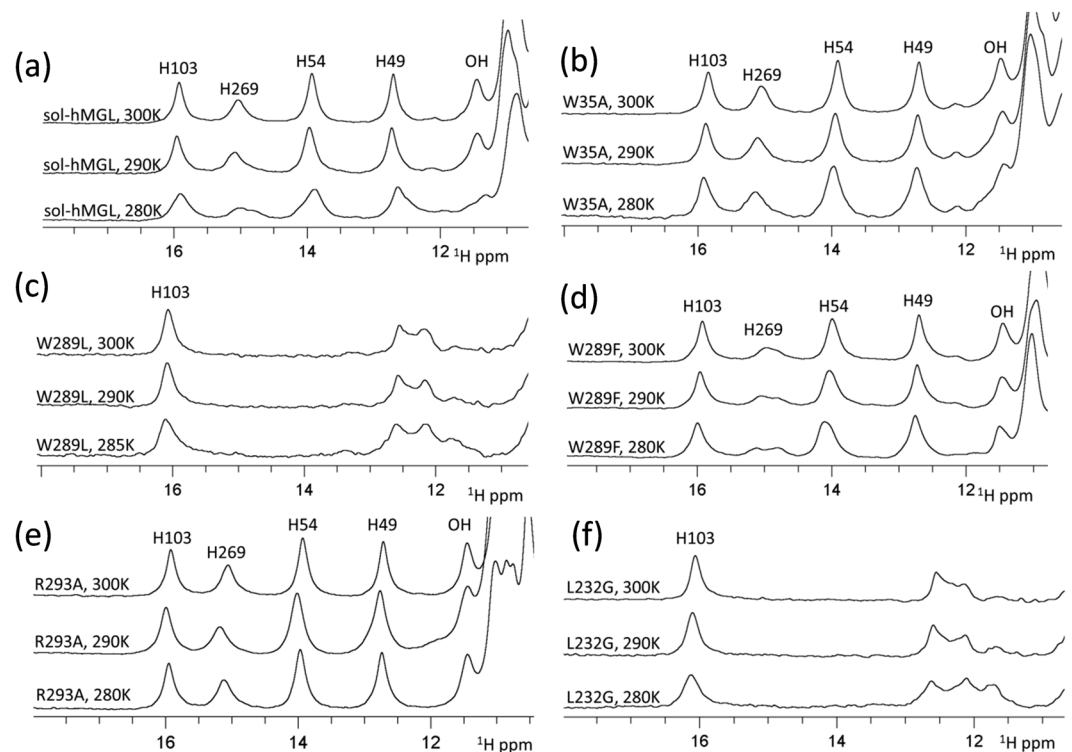 (a)
H103
H269
H54
H49
OH
sol-hMGL, 300K
sol-hMGL, 290K
sol-hMGL, 280K
16
14
12
¹H ppm
(b)
H103
H269
H54
H49
OH
W35A, 300K
W35A, 290K
W35A, 280K
16
14
12
¹H ppm
(c)
H103
W289L, 300K
W289L, 290K
W289L, 285K
16
14
12
¹H ppm
(d)
H103
H269
H54
H49
OH
W289F, 300K
W289F, 290K
W289F, 280K
16
14
12
¹H ppm
(e)
H103
H269
H54
H49
OH
R293A, 300K
R293A, 290K
R293A, 280K
16
14
12
¹H ppm
(f)
H103
L232G, 300K
L232G, 290K
L232G, 280K
16
14
12
¹H ppm